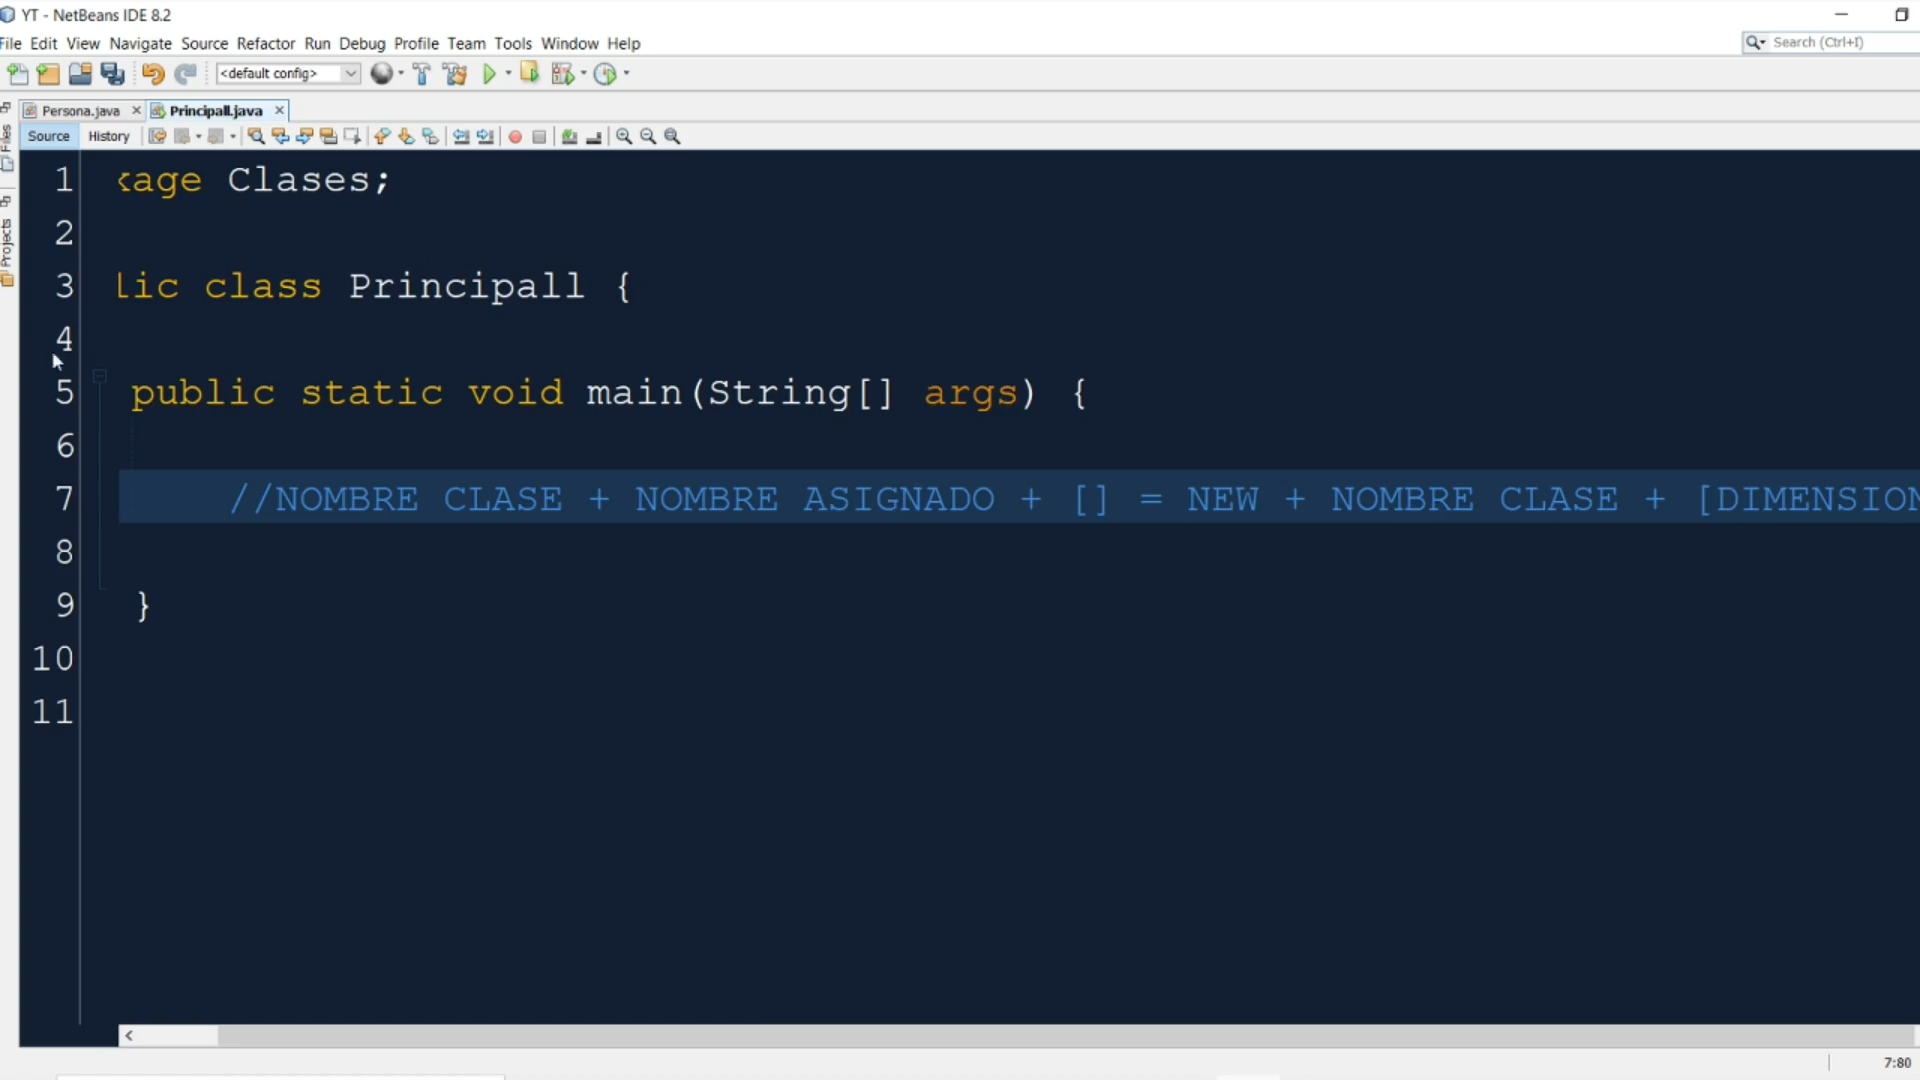 YT - NetBeans IDE 8.2
File Edit View Navigate Source Refactor Run Debug Profile Team Tools Window Help
Search (Ctrl+I)
<default config>
Persona.java
Principall.java
Files
Source History
Projects
1 kage Clases;
2
3 lic class Principall {
4
5 public static void main(String[] args) {
6
7 //NOMBRE CLASE + NOMBRE ASIGNADO + [] = NEW + NOMBRE CLASE + [DIMENSION
8
9 }
10
11
7:80